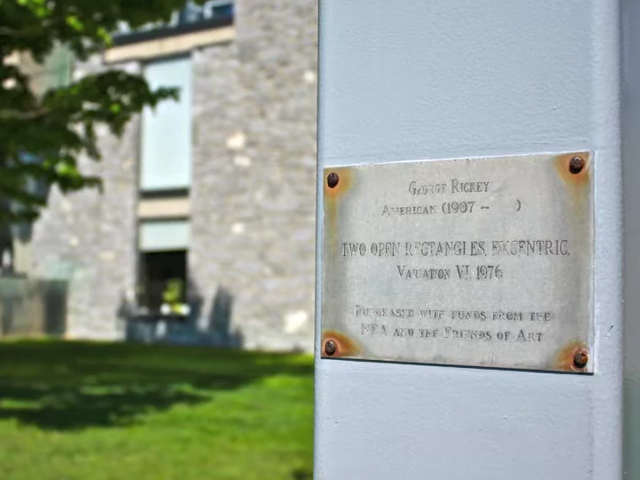 George Rickey
American (1907 –      )
TWO OPEN RECTANGLES, EXCENTRIC,
Variation VI, 1976
Purchased with funds from the
NEA and the Friends of Art